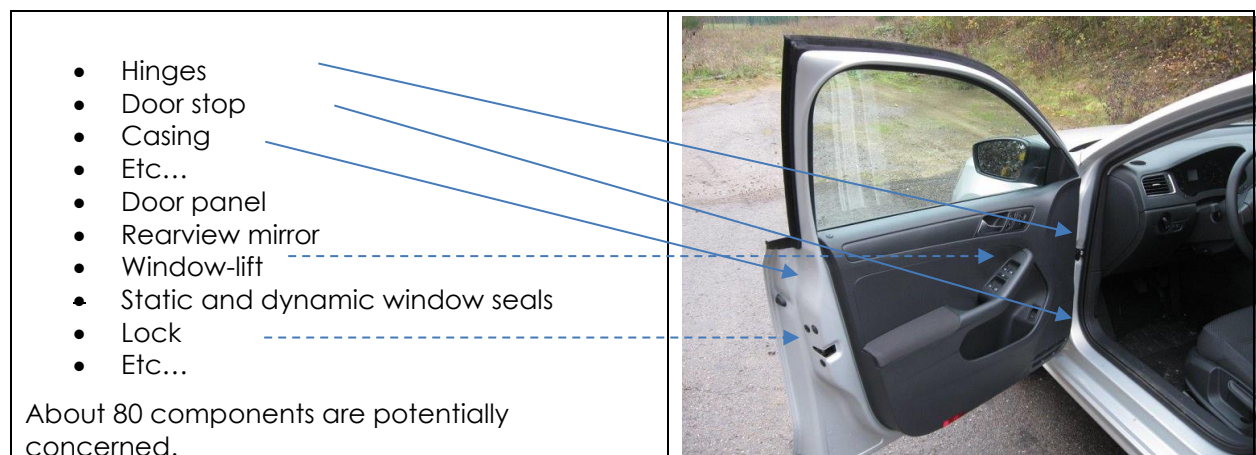 • Hinges
• Door stop
• Casing
• Etc…
• Door panel
• Rearview mirror
• Window-lift
• Static and dynamic window seals
• Lock
• Etc…
About 80 components are potentially
concerned.